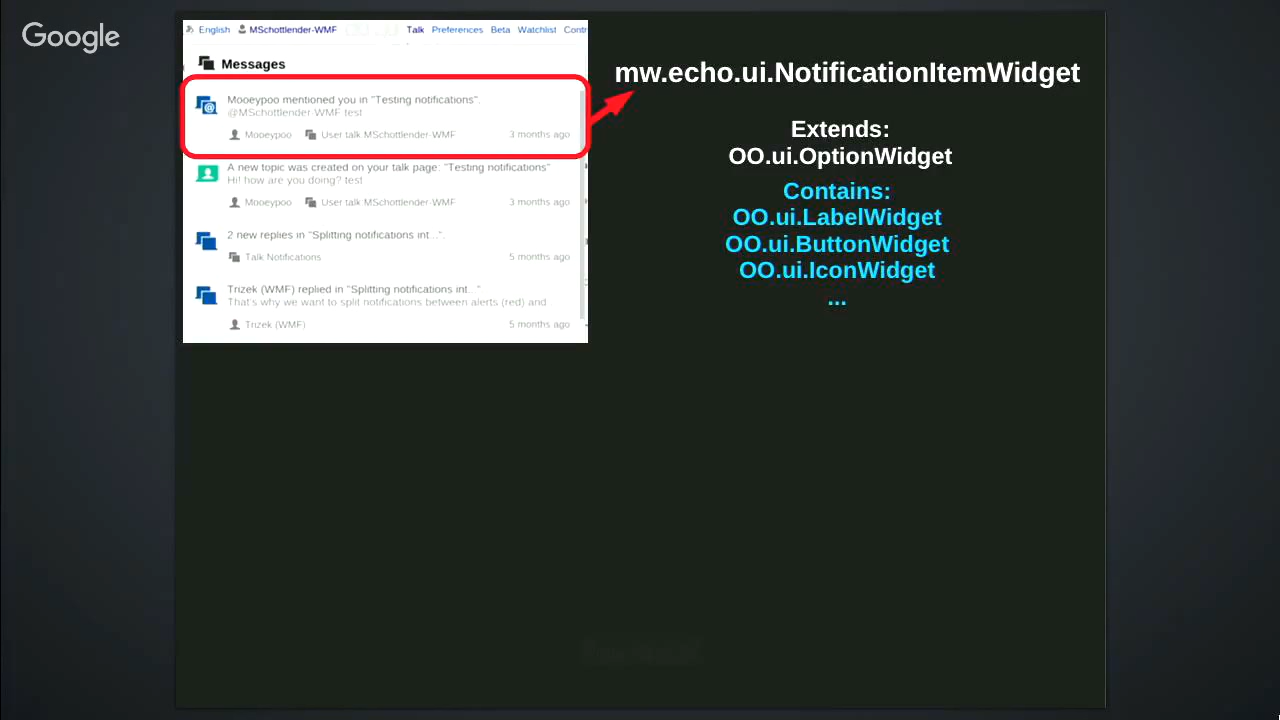 Google
English MSchottlender-WMF Talk Preferences Beta Watchlist Contr
Messages
Mooeypoo mentioned you in "Testing notifications".
@MSchottlender-WMF test
Mooeypoo User talk:MSchottlender-WMF 3 months ago
A new topic was created on your talk page: "Testing notifications"
Hi! how are you doing? test
Mooeypoo User talk:MSchottlender-WMF 3 months ago
2 new replies in "Splitting notifications int...".
Talk Notifications 5 months ago
Trizek (WMF) replied in "Splitting notifications int..."
That's why we want to split notifications between alerts (red) and
Trizek (WMF) 5 months ago
mw.echo.ui.NotificationItemWidget
Extends:
OO.ui.OptionWidget
Contains:
OO.ui.LabelWidget
OO.ui.ButtonWidget
OO.ui.IconWidget
...